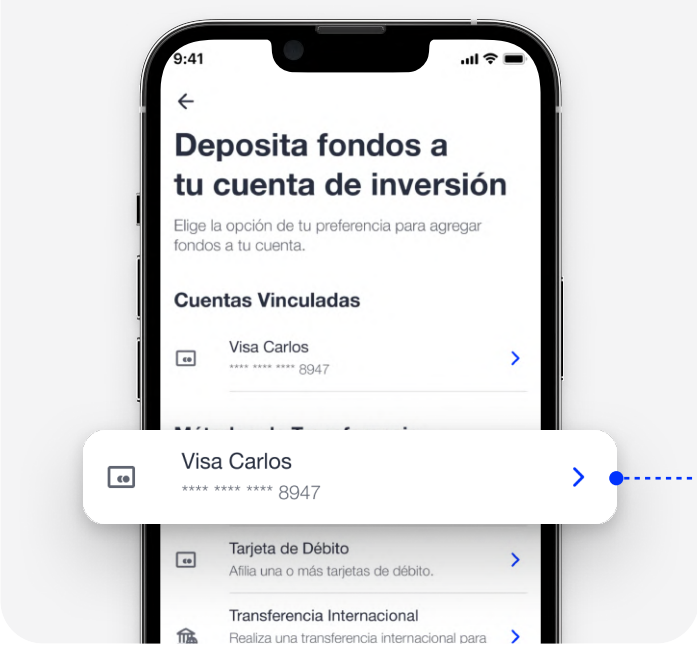 9:41
Deposita fondos a
tu cuenta de inversión
Elige la opción de tu preferencia para agregar
fondos a tu cuenta.
Cuentas Vinculadas
Visa Carlos
**** **** **** 8947
Visa Carlos
**** **** **** 8947
Tarjeta de Débito
Afilia una o más tarjetas de débito.
Transferencia Internacional
Realiza una transferencia internacional para